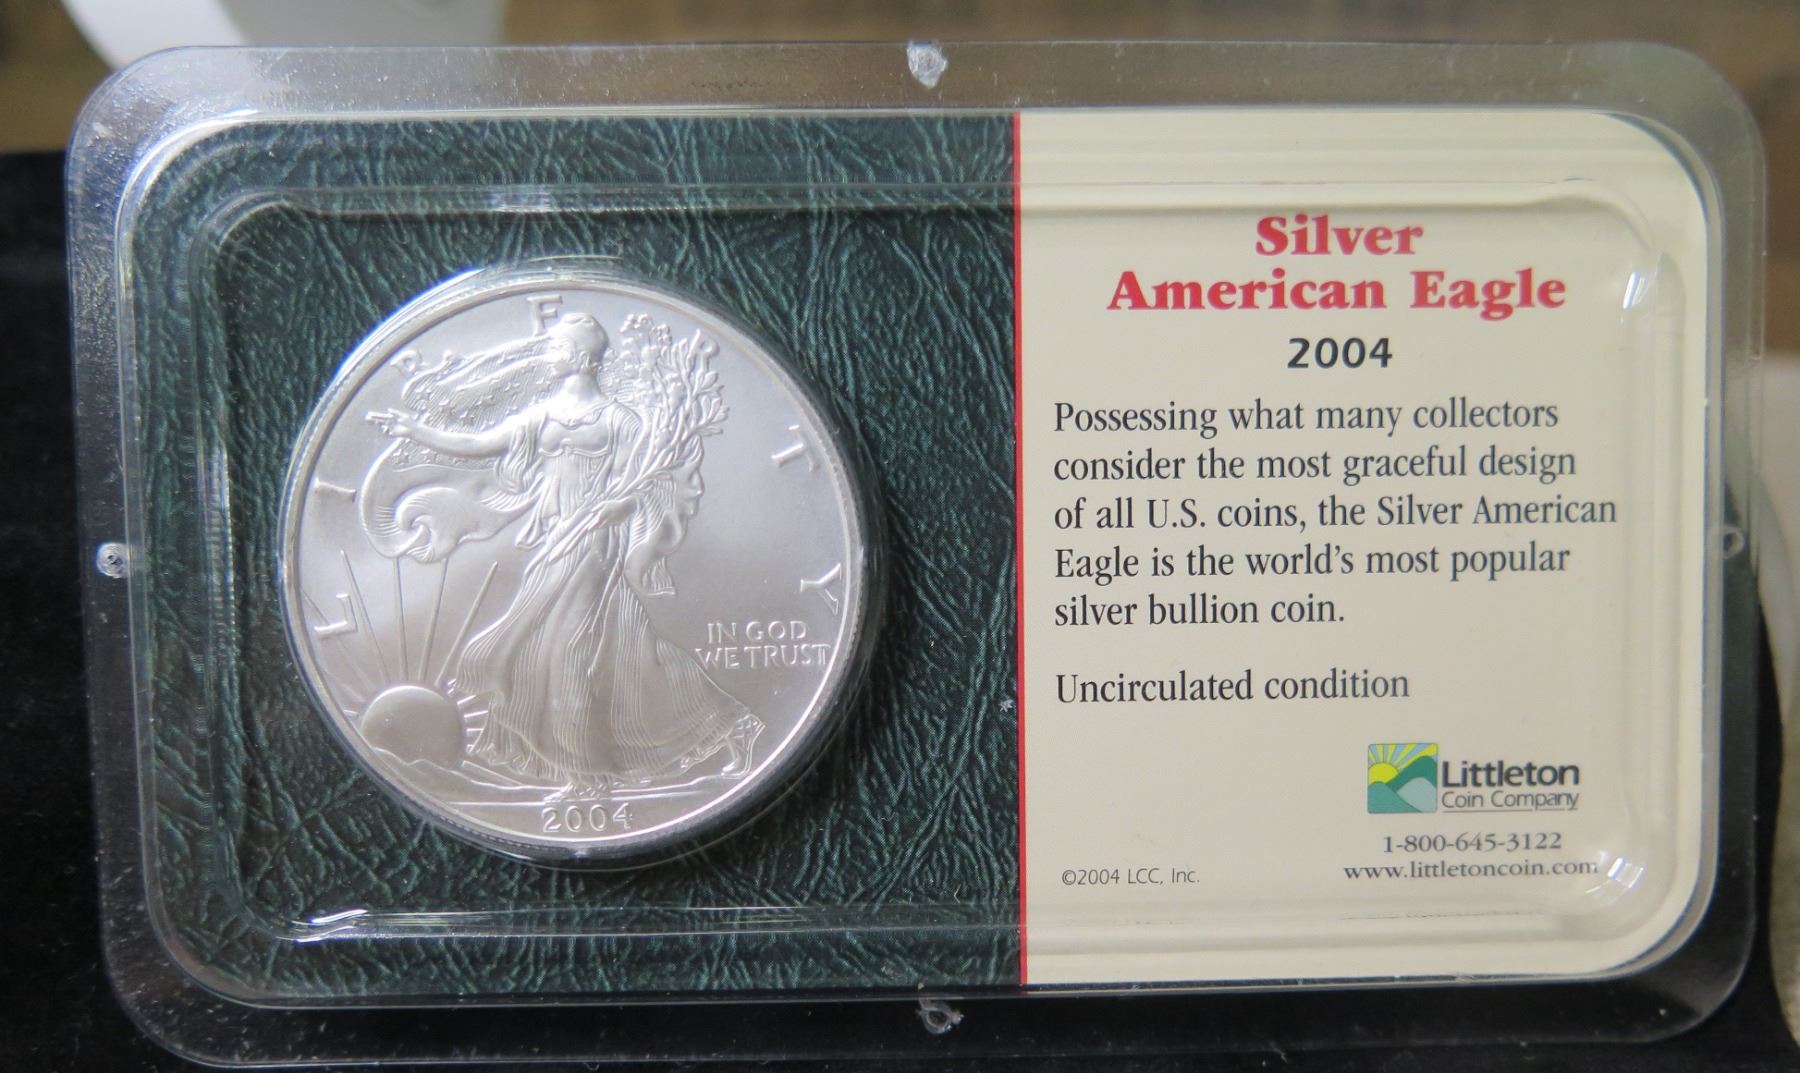 LIBERTY
IN GOD
WE TRUST
2004
Silver
American Eagle
2004
Possessing what many collectors
consider the most graceful design
of all U.S. coins, the Silver American
Eagle is the world's most popular
silver bullion coin.
Uncirculated condition
Littleton
Coin Company
1-800-645-3122
www.littletoncoin.com
©2004 LCC, Inc.